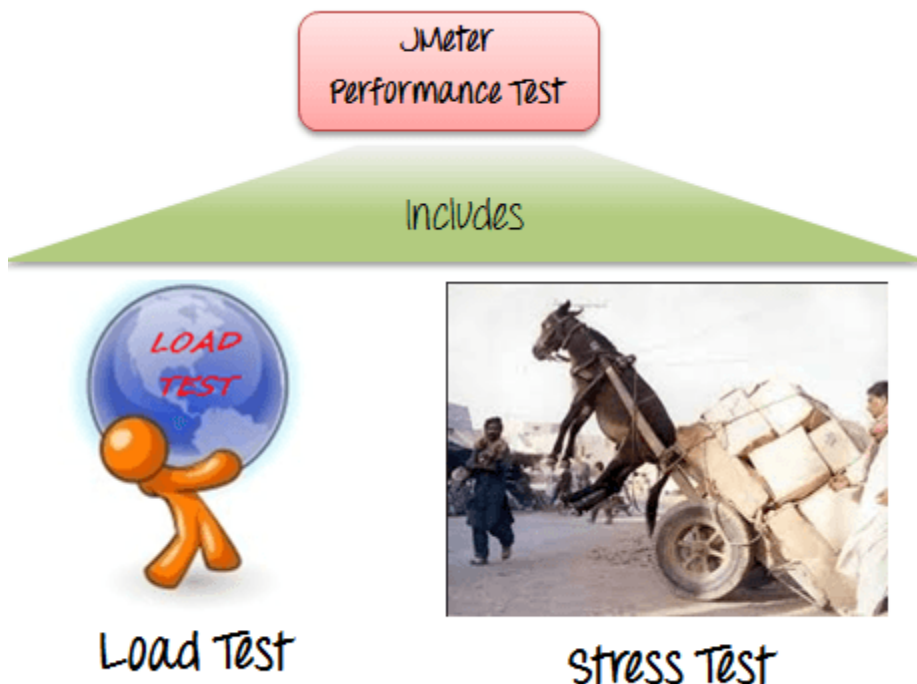 JMeter
Performance Test
Includes
LOAD
TEST
Load Test
Stress Test